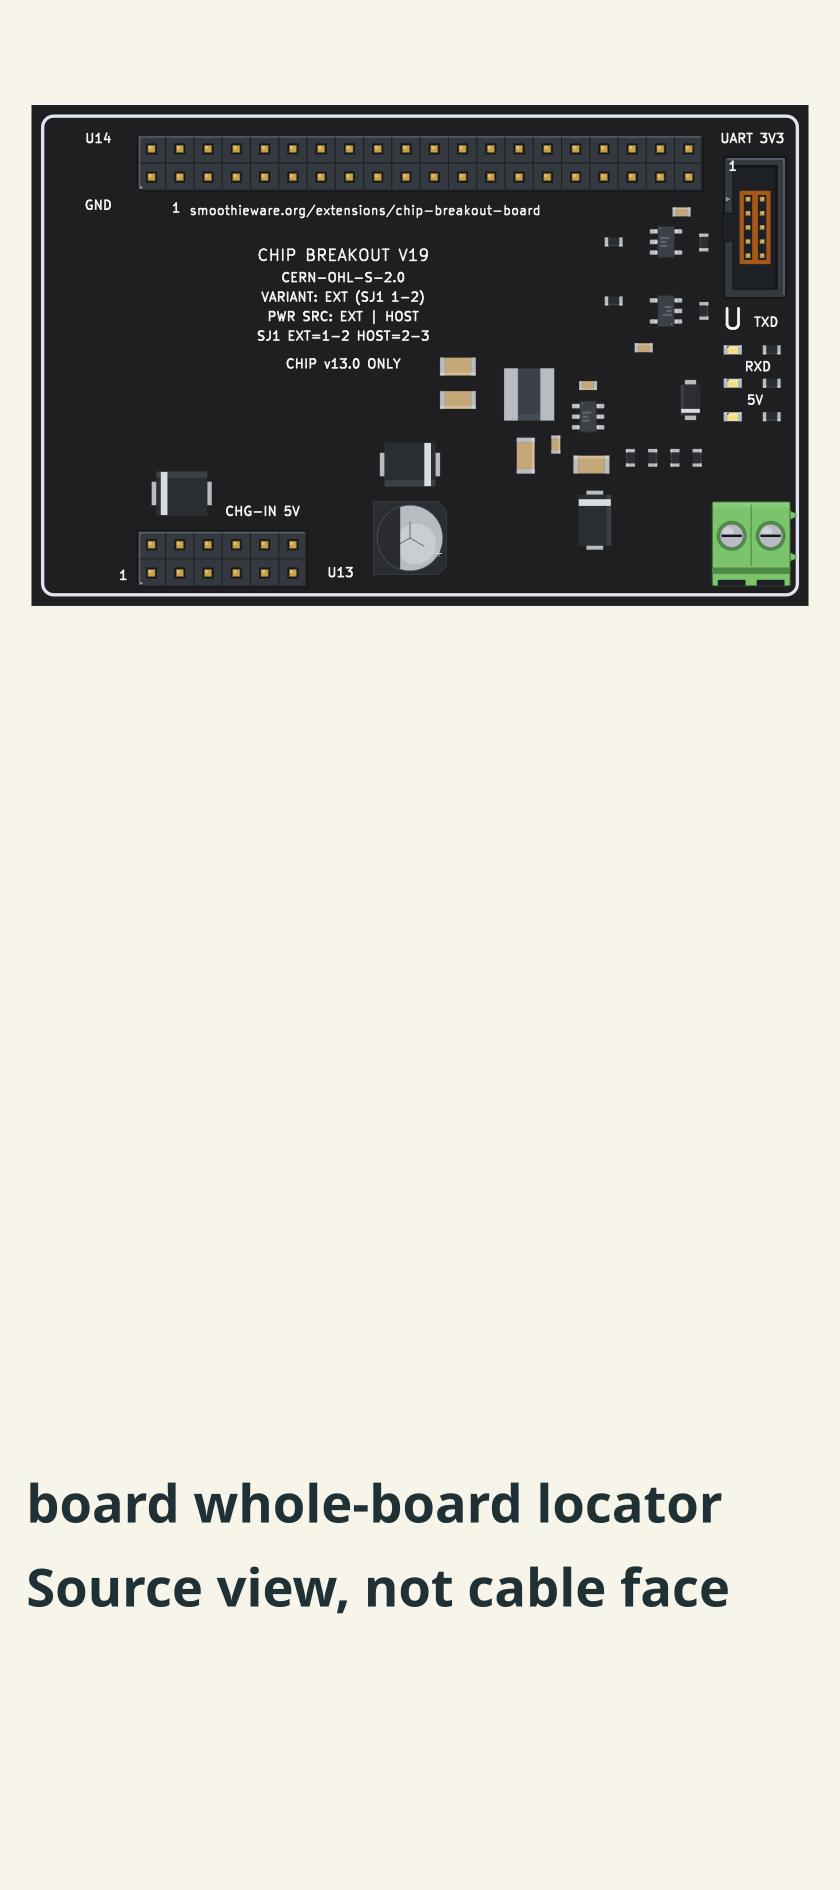 U14
UART 3V3
1
GND
1 smoothieware.org/extensions/chip-breakout-board
CHIP BREAKOUT V19
CERN-OHL-S-2.0
VARIANT: EXT (SJ1 1-2)
PWR SRC: EXT | HOST
SJ1 EXT=1-2 HOST=2-3
CHIP v13.0 ONLY
U TXD
RXD
5V
CHG-IN 5V
1
U13
board whole-board locator
Source view, not cable face